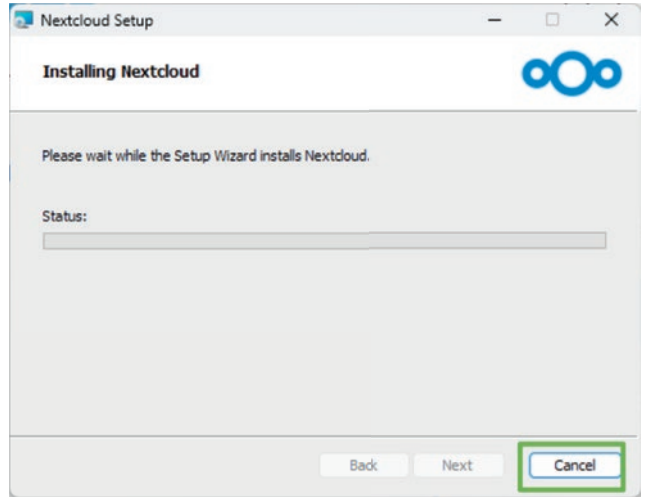 Nextcloud Setup
Installing Nextcloud
Please wait while the Setup Wizard installs Nextcloud.
Status:
Back Next Cancel